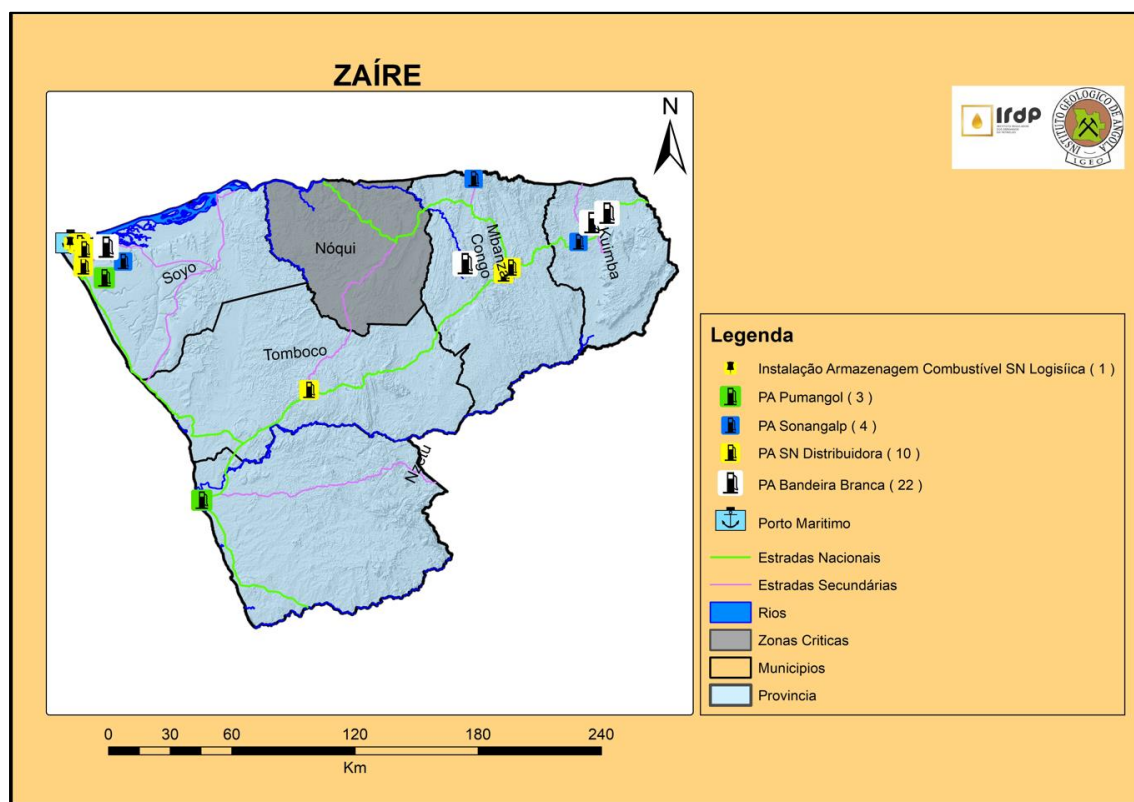 ZAÍRE
N
Irdp
INSTITUTO GEOLÓGICO DE ANGOLA
I.G.E.O
Nóqui
Soyo
Mbanza
Congo
Kuimba
Tomboco
Nzetu
Legenda
Instalação Armazenagem Combustível SN Logisíica ( 1 )
PA Pumangol ( 3 )
PA Sonangalp ( 4 )
PA SN Distribuidora ( 10 )
PA Bandeira Branca ( 22 )
Porto Maritimo
Estradas Nacionais
Estradas Secundárias
Rios
Zonas Criticas
Municipios
Provincia
0 30 60 120 180 240
Km